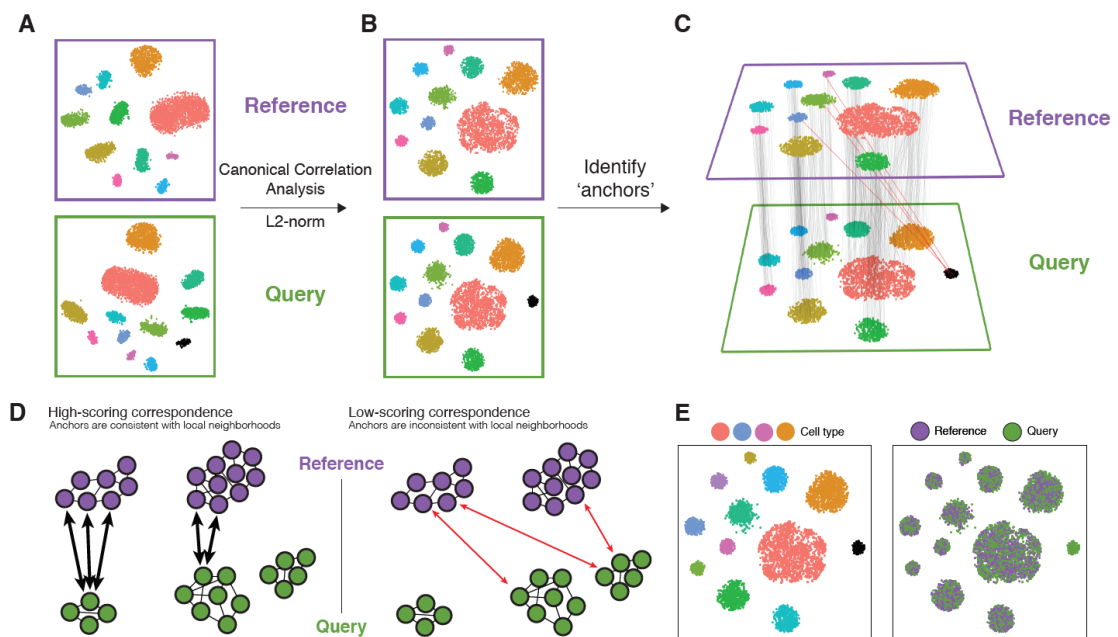 A
B
C
Reference
Canonical Correlation
Analysis
L2-norm
Query
Identify
‘anchors’
Reference
Query
D
High-scoring correspondence
Anchors are consistent with local neighborhoods
Low-scoring correspondence
Anchors are inconsistent with local neighborhoods
Reference
Query
E
Cell type
Reference
Query